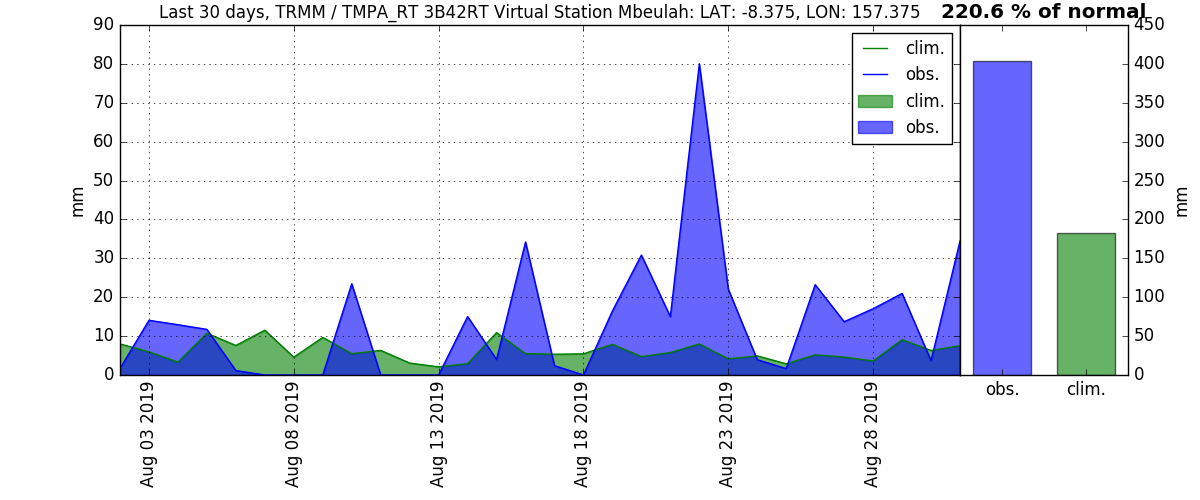 Last 30 days, TRMM / TMPA_RT 3B42RT Virtual Station Mbeulah: LAT: -8.375, LON: 157.375
220.6 % of normal
90
80
70
60
50
40
30
20
10
0
mm
clim.
obs.
clim.
obs.
Aug 03 2019
Aug 08 2019
Aug 13 2019
Aug 18 2019
Aug 23 2019
Aug 28 2019
450
400
350
300
250
200
150
100
50
0
mm
obs.
clim.